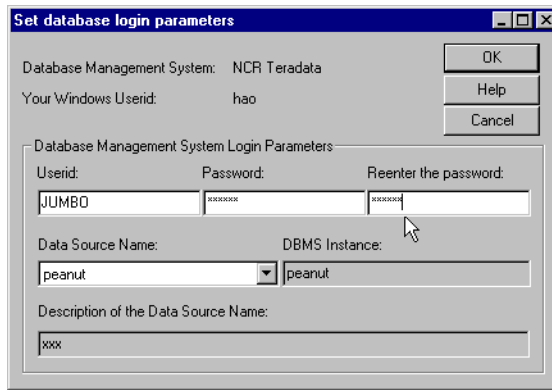 Set database login parameters
Database Management System: NCR Teradata
OK
Your Windows Userid: hao
Help
Cancel
Database Management System Login Parameters
Userid: Password: Reenter the password:
JUMBO ****** ******
Data Source Name: DBMS Instance:
peanut peanut
Description of the Data Source Name:
xxx